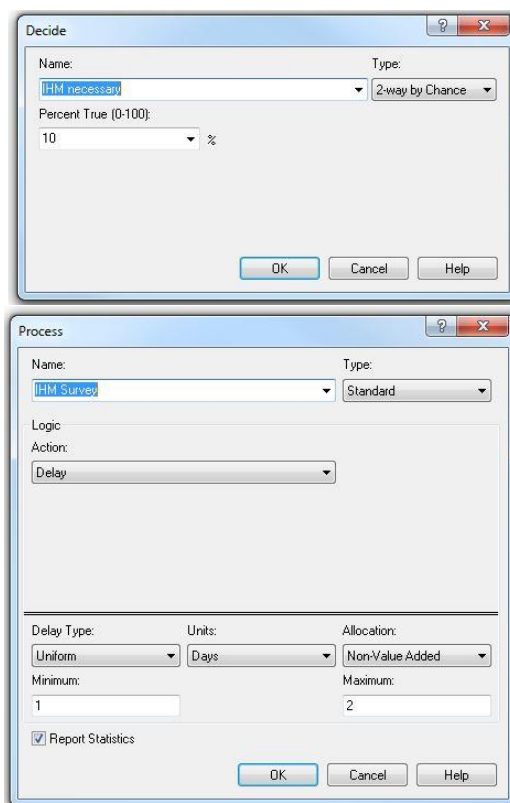 Decide
Name: Type:
IHM necessary 2-way by Chance
Percent True (0-100):
10 %
OK Cancel Help
Process
Name: Type:
IHM Survey Standard
Logic
Action:
Delay
Delay Type: Units: Allocation:
Uniform Days Non-Value Added
Minimum: Maximum:
1 2
Report Statistics
OK Cancel Help